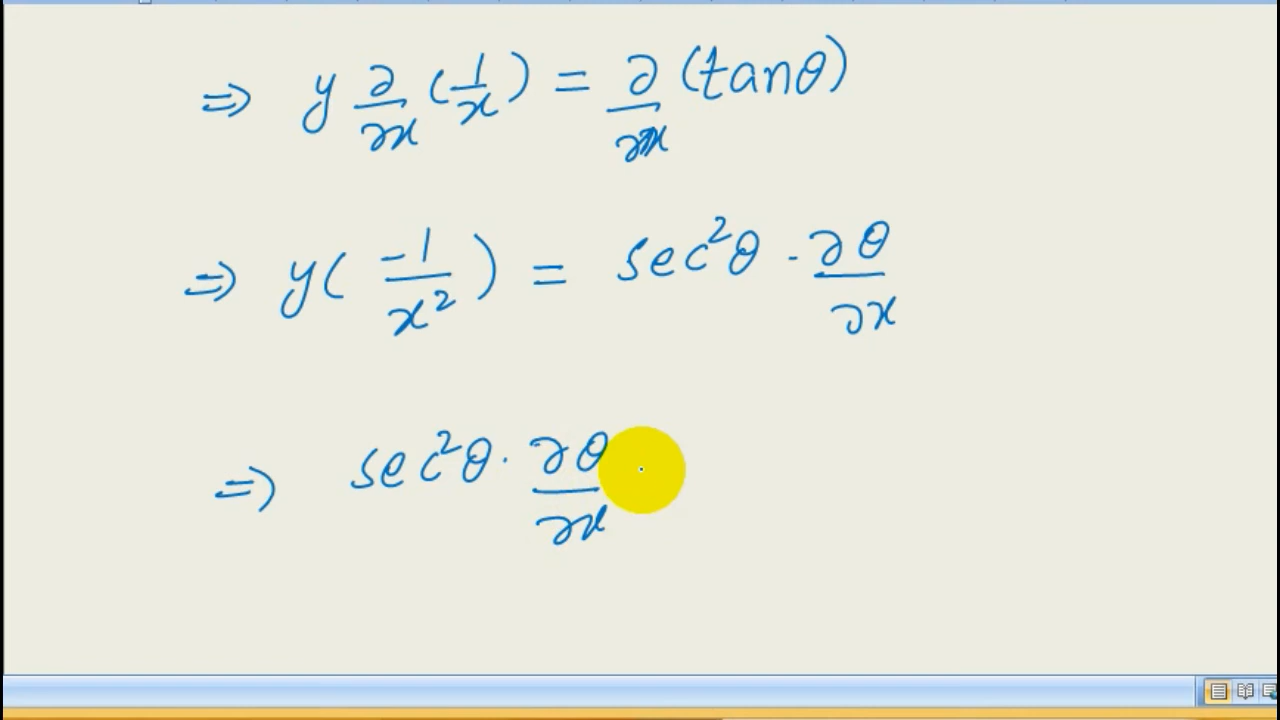 ⇒ y ∂/∂x (1/x) = ∂/∂x (tanθ)
⇒ y( -1/x² ) = sec²θ · ∂θ/∂x
⇒ sec²θ · ∂θ/∂x